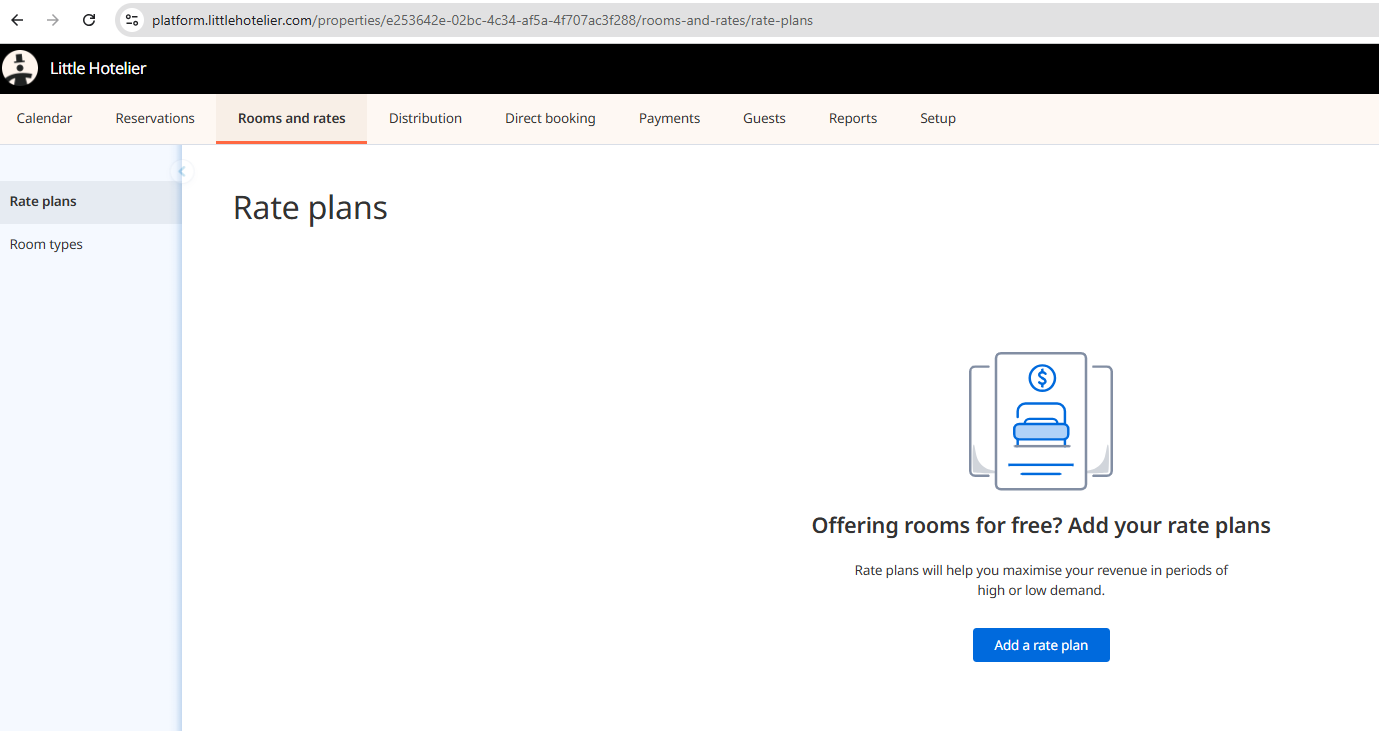 platform.littlehotelier.com/properties/e253642e-02bc-4c34-af5a-4f707ac3f288/rooms-and-rates/rate-plans
Little Hotelier
Calendar Reservations Rooms and rates Distribution Direct booking Payments Guests Reports Setup
Rate plans
Room types
Rate plans
$
Offering rooms for free? Add your rate plans
Rate plans will help you maximise your revenue in periods of
high or low demand.
Add a rate plan